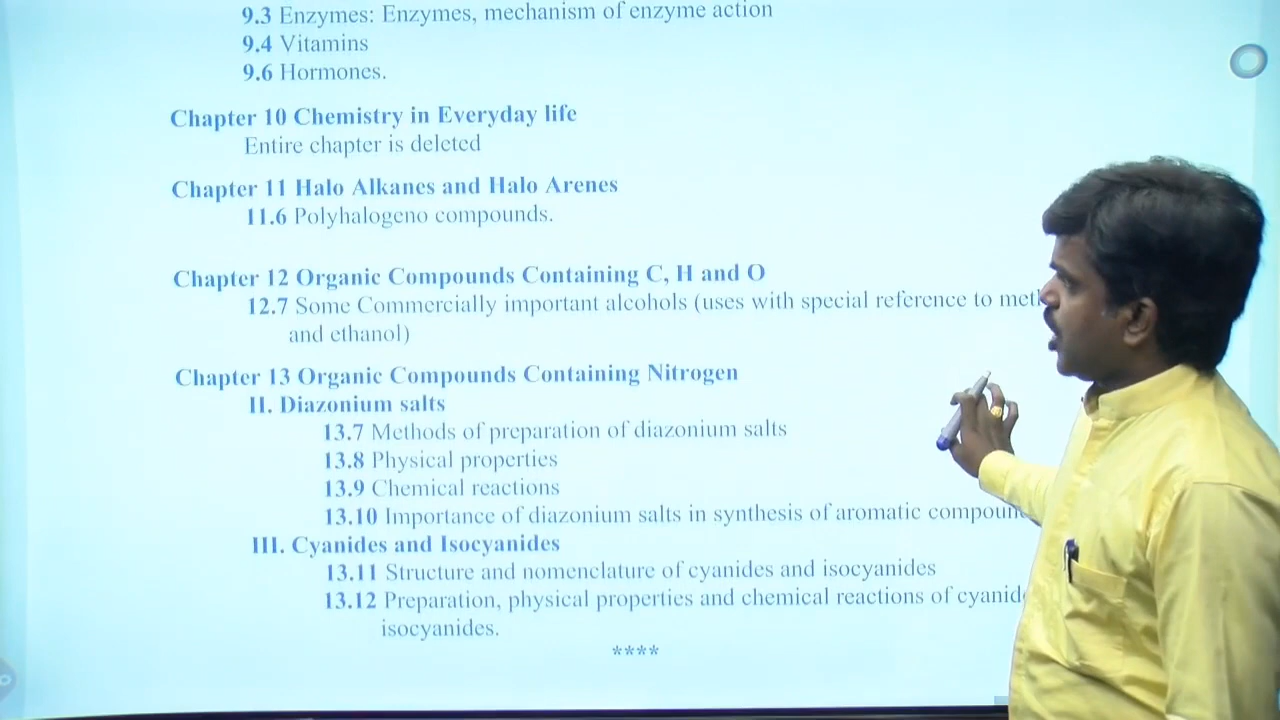 9.3 Enzymes: Enzymes, mechanism of enzyme action
9.4 Vitamins
9.6 Hormones.
Chapter 10 Chemistry in Everyday life
Entire chapter is deleted
Chapter 11 Halo Alkanes and Halo Arenes
11.6 Polyhalogeno compounds.
Chapter 12 Organic Compounds Containing C, H and O
12.7 Some Commercially important alcohols (uses with special reference to
and ethanol)
Chapter 13 Organic Compounds Containing Nitrogen
II. Diazonium salts
13.7 Methods of preparation of diazonium salts
13.8 Physical properties
13.9 Chemical reactions
13.10 Importance of diazonium salts in synthesis of aromatic
III. Cyanides and Isocyanides
13.11 Structure and nomenclature of cyanides and isocyanides
13.12 Preparation, physical properties and chemical reactions of
isocyanides.
****